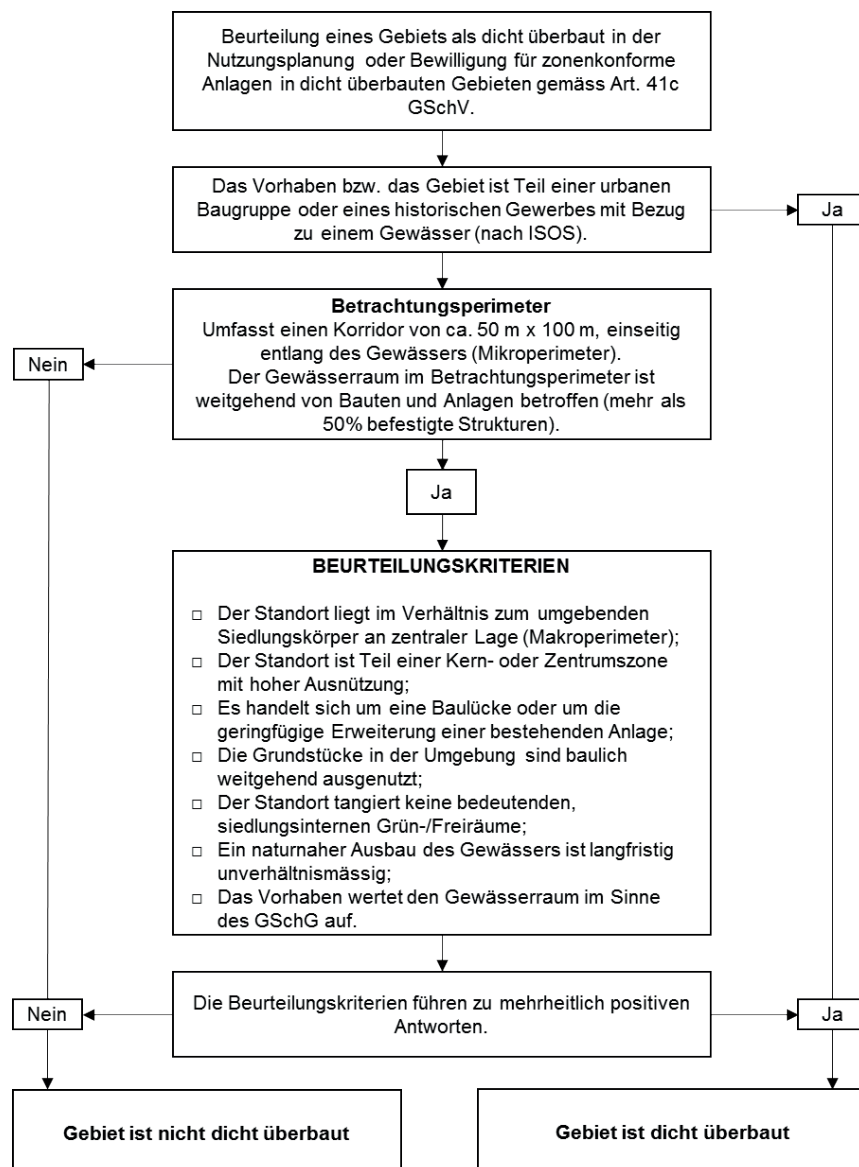 Beurteilung eines Gebiets als dicht überbaut in der
Nutzungsplanung oder Bewilligung für zonenkonforme
Anlagen in dicht überbauten Gebieten gemäss Art. 41c
GSchV.
Das Vorhaben bzw. das Gebiet ist Teil einer urbanen
Baugruppe oder eines historischen Gewerbes mit Bezug
zu einem Gewässer (nach ISOS).
Ja
Betrachtungsperimeter
Umfasst einen Korridor von ca. 50 m x 100 m, einseitig
entlang des Gewässers (Mikroperimeter).
Der Gewässerraum im Betrachtungsperimeter ist
weitgehend von Bauten und Anlagen betroffen (mehr als
50% befestigte Strukturen).
Nein
Ja
BEURTEILUNGSKRITERIEN
□ Der Standort liegt im Verhältnis zum umgebenden
Siedlungskörper an zentraler Lage (Makroperimeter);
□ Der Standort ist Teil einer Kern- oder Zentrumszone
mit hoher Ausnützung;
□ Es handelt sich um eine Baulücke oder um die
geringfügige Erweiterung einer bestehenden Anlage;
□ Die Grundstücke in der Umgebung sind baulich
weitgehend ausgenutzt;
□ Der Standort tangiert keine bedeutenden,
siedlungsinternen Grün-/Freiräume;
□ Ein naturnaher Ausbau des Gewässers ist langfristig
unverhältnismässig;
□ Das Vorhaben wertet den Gewässerraum im Sinne
des GSchG auf.
Nein
Die Beurteilungskriterien führen zu mehrheitlich positiven
Antworten.
Ja
Gebiet ist nicht dicht überbaut
Gebiet ist dicht überbaut